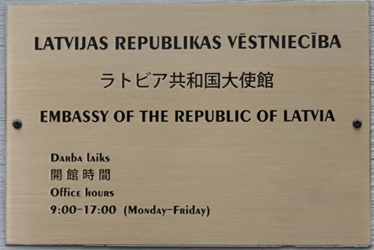 LATVIJAS REPUBLIKAS VĒSTNIECĪBA
ラトビア共和国大使館
EMBASSY OF THE REPUBLIC OF LATVIA
Darba laiks
開館時間
Office hours
9:00–17:00 (Monday–Friday)